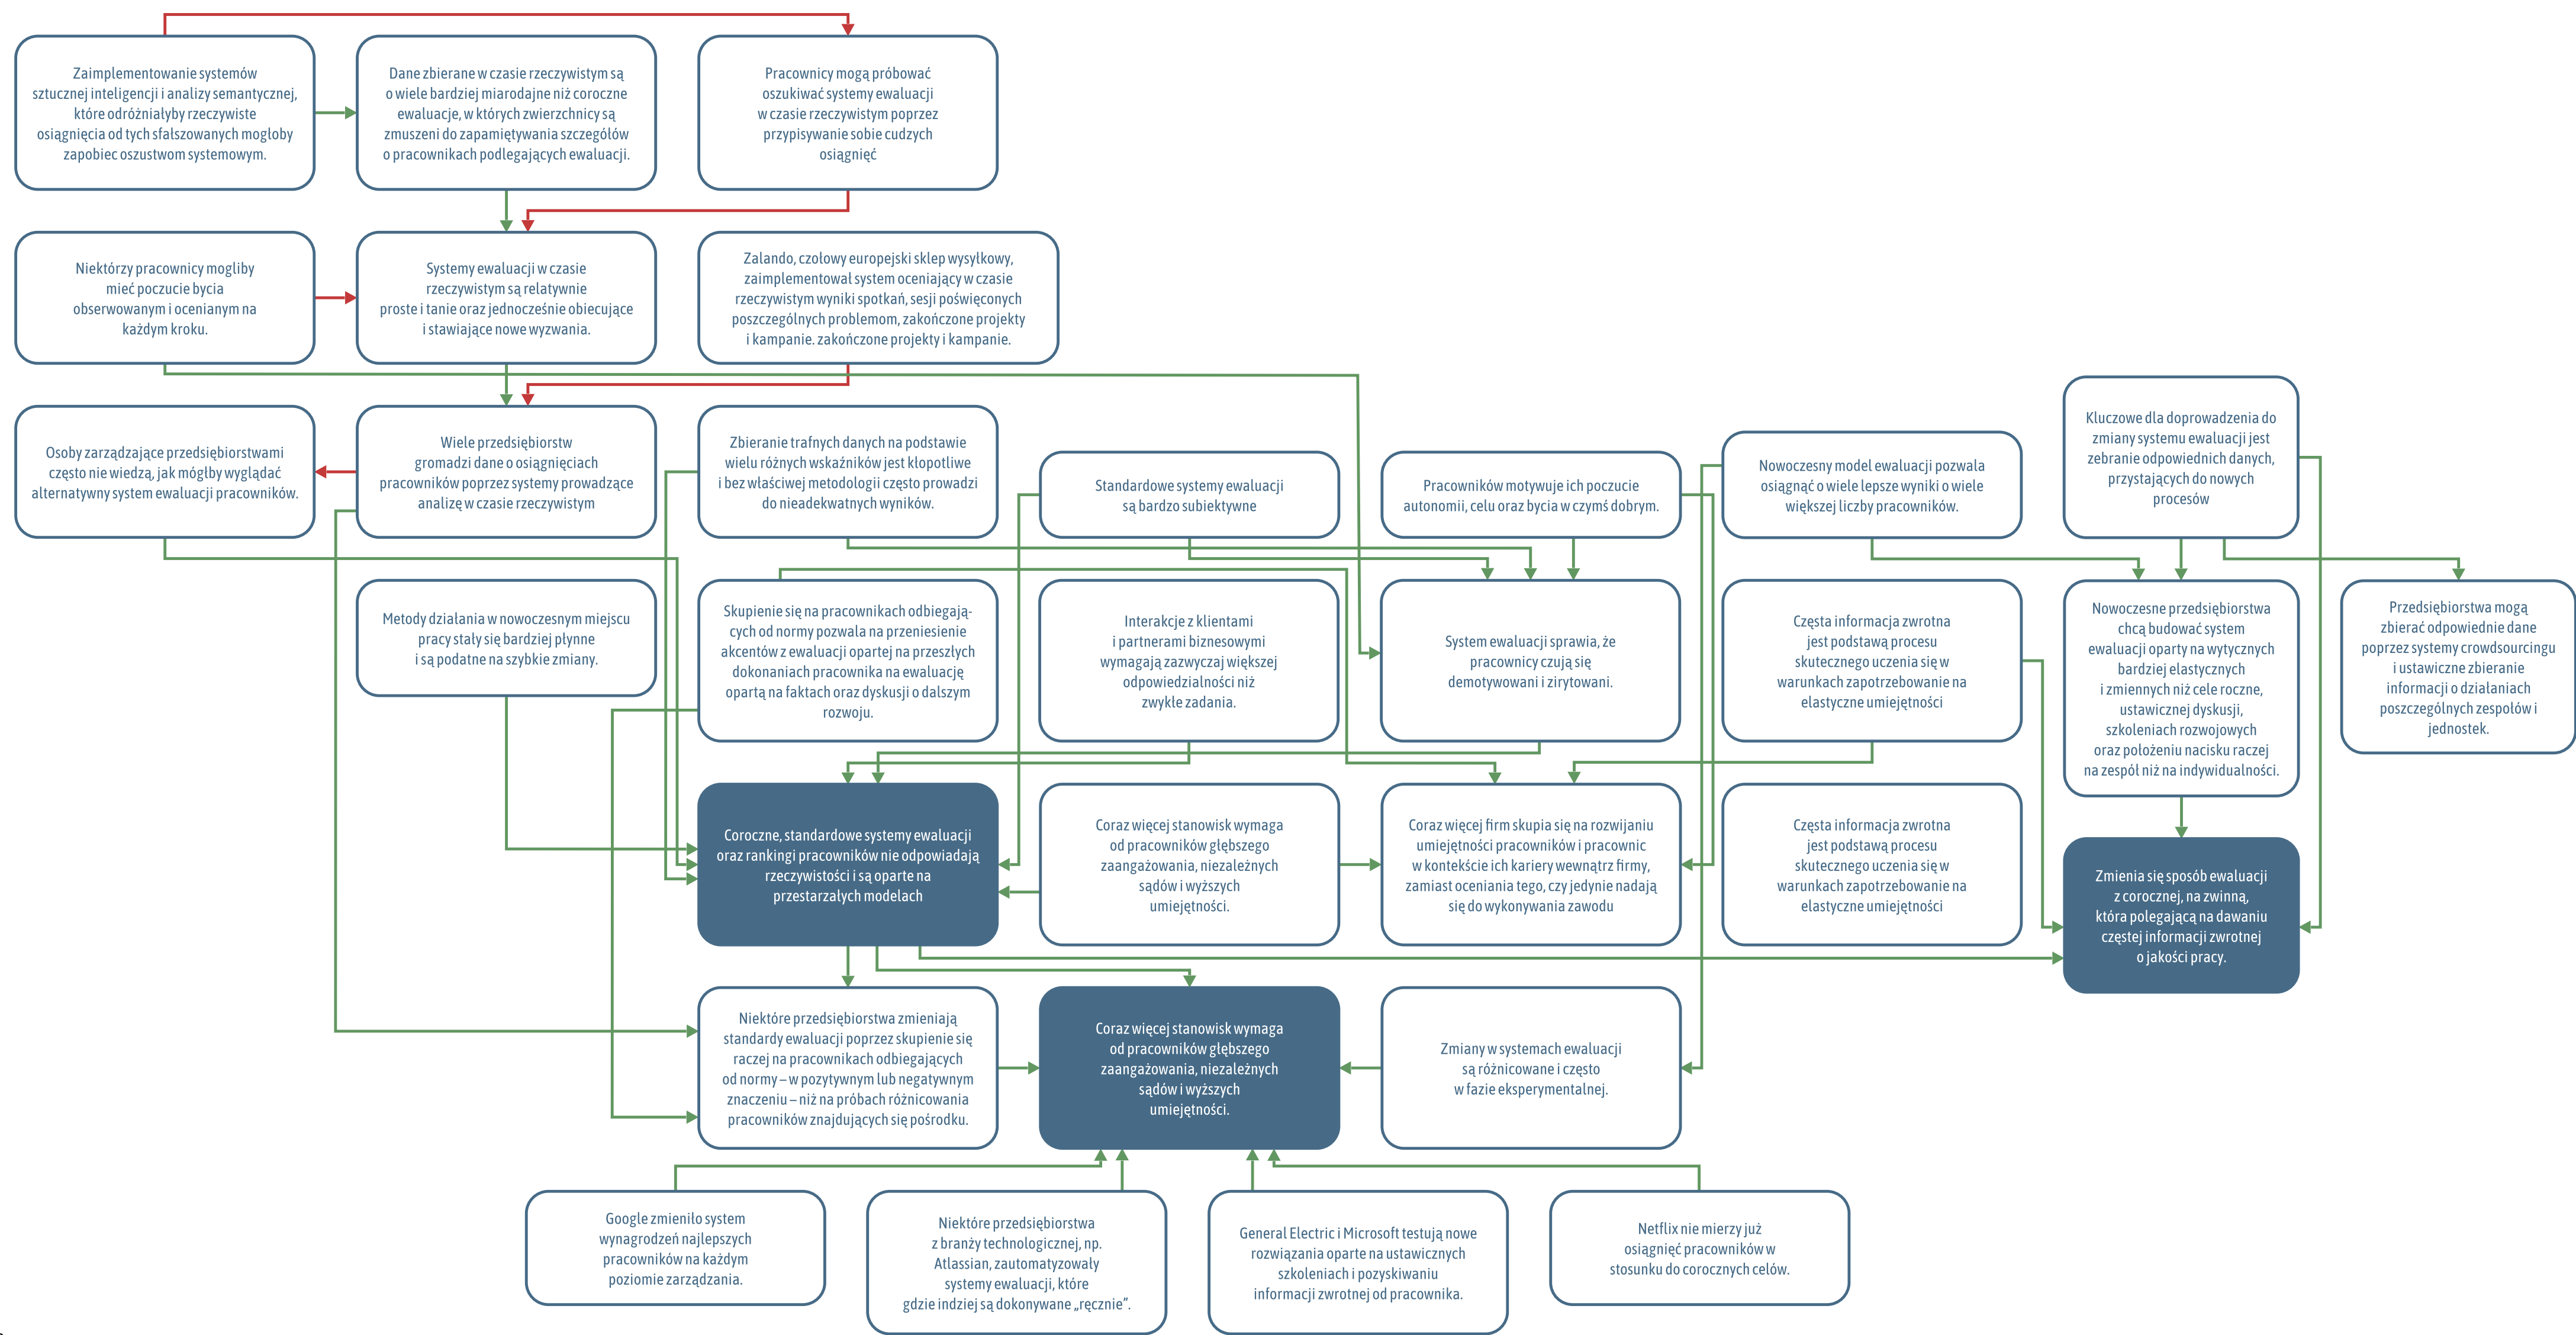 Zaimplementowanie systemów
sztucznej inteligencji i analizy semantycznej,
które odróżniałyby rzeczywiste
osiągnięcia od tych sfałszowanych mogłoby
zapobiec oszustwom systemowym.
Dane zbierane w czasie rzeczywistym są
o wiele bardziej miarodajne niż coroczne
ewaluacje, w których zwierzchnicy są
zmuszeni do zapamiętywania szczegółów
o pracownikach podlegających ewaluacji.
Pracownicy mogą próbować
oszukiwać systemy ewaluacji
w czasie rzeczywistym poprzez
przypisywanie sobie cudzych
osiągnięć
Niektórzy pracownicy mogliby
mieć poczucie bycia
obserwowanym i ocenianym na
każdym kroku.
Systemy ewaluacji w czasie
rzeczywistym są relatywnie
proste i tanie oraz jednocześnie obiecujące
i stawiające nowe wyzwania.
Zalando, czołowy europejski sklep wysyłkowy,
zaimplementował system oceniający w czasie
rzeczywistym wyniki spotkań, sesji poświęconych
poszczególnych problemom, zakończone projekty
i kampanie. zakończone projekty i kampanie.
Osoby zarządzające przedsiębiorstwami
często nie wiedzą, jak mógłby wyglądać
alternatywny system ewaluacji pracowników.
Wiele przedsiębiorstw
gromadzi dane o osiągnięciach
pracowników poprzez systemy prowadzące
analizę w czasie rzeczywistym
Zbieranie trafnych danych na podstawie
wielu różnych wskaźników jest kłopotliwe
i bez właściwej metodologii często prowadzi
do nieadekwatnych wyników.
Standardowe systemy ewaluacji
są bardzo subiektywne
Pracowników motywuje ich poczucie
autonomii, celu oraz bycia w czymś dobrym.
Nowoczesny model ewaluacji pozwala
osiągnąć o wiele lepsze wyniki o wiele
większej liczby pracowników.
Kluczowe dla doprowadzenia do
zmiany systemu ewaluacji jest
zebranie odpowiednich danych,
przystających do nowych
procesów
Metody działania w nowoczesnym miejscu
pracy stały się bardziej płynne
i są podatne na szybkie zmiany.
Skupienie się na pracownikach odbiegają-
cych od normy pozwala na przeniesienie
akcentów z ewaluacji opartej na przeszłych
dokonaniach pracownika na ewaluację
opartą na faktach oraz dyskusji o dalszym
rozwoju.
Interakcje z klientami
i partnerami biznesowymi
wymagają zazwyczaj większej
odpowiedzialności niż
zwykłe zadania.
System ewaluacji sprawia, że
pracownicy czują się
demotywowani i zirytowani.
Częsta informacja zwrotna
jest podstawą procesu
skutecznego uczenia się w
warunkach zapotrzebowanie na
elastyczne umiejętności
Nowoczesne przedsiębiorstwa
chcą budować system
ewaluacji oparty na wytycznych
bardziej elastycznych
i zmiennych niż cele roczne,
ustawicznej dyskusji,
szkoleniach rozwojowych
oraz położeniu nacisku raczej
na zespół niż na indywidualności.
Przedsiębiorstwa mogą
zbierać odpowiednie dane
poprzez systemy crowdsourcingu
i ustawiczne zbieranie
informacji o działaniach
poszczególnych zespołów i
jednostek.
Coroczne, standardowe systemy ewaluacji
oraz rankingi pracowników nie odpowiadają
rzeczywistości i są oparte na
przestarzałych modelach
Coraz więcej stanowisk wymaga
od pracowników głębszego
zaangażowania, niezależnych
sądów i wyższych
umiejętności.
Coraz więcej firm skupia się na rozwijaniu
umiejętności pracowników i pracownic
w kontekście ich kariery wewnątrz firmy,
zamiast oceniania tego, czy jedynie nadają
się do wykonywania zawodu
Częsta informacja zwrotna
jest podstawą procesu
skutecznego uczenia się w
warunkach zapotrzebowanie na
elastyczne umiejętności
Zmienia się sposób ewaluacji
z corocznej, na zwinną,
która polegającą na dawaniu
częstej informacji zwrotnej
o jakości pracy.
Niektóre przedsiębiorstwa zmieniają
standardy ewaluacji poprzez skupienie się
raczej na pracownikach odbiegających
od normy – w pozytywnym lub negatywnym
znaczeniu – niż na próbach różnicowania
pracowników znajdujących się pośrodku.
Coraz więcej stanowisk wymaga
od pracowników głębszego
zaangażowania, niezależnych
sądów i wyższych
umiejętności.
Zmiany w systemach ewaluacji
są różnicowane i często
w fazie eksperymentalnej.
Google zmieniło system
wynagrodzeń najlepszych
pracowników na każdym
poziomie zarządzania.
Niektóre przedsiębiorstwa
z branży technologicznej, np.
Atlassian, zautomatyzowały
systemy ewaluacji, które
gdzie indziej są dokonywane „ręcznie”.
General Electric i Microsoft testują nowe
rozwiązania oparte na ustawicznych
szkoleniach i pozyskiwaniu
informacji zwrotnej od pracownika.
Netflix nie mierzy już
osiągnięć pracowników w
stosunku do corocznych celów.